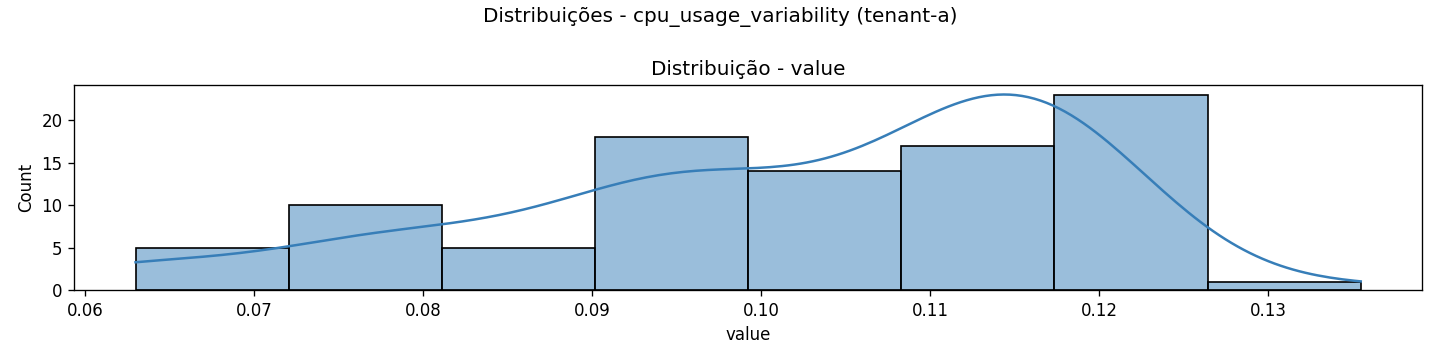 Distribuições - cpu_usage_variability (tenant-a)
Distribuição - value
20
15
10
5
0
Count
0.06 0.07 0.08 0.09 0.10 0.11 0.12 0.13
value